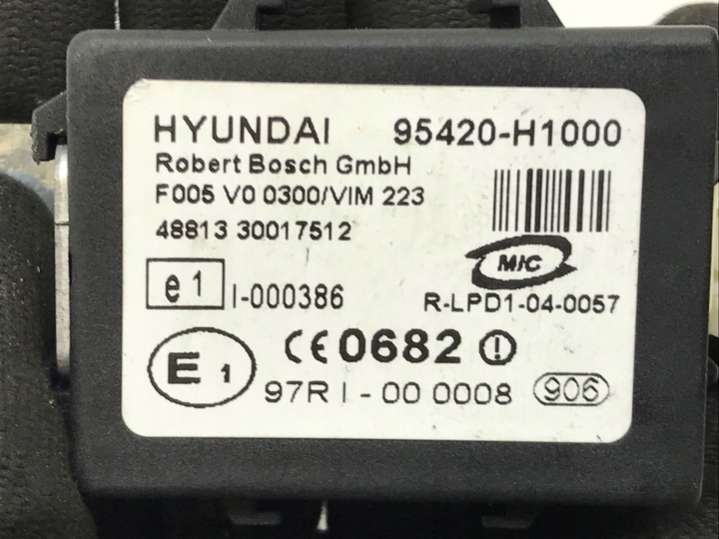 HYUNDAI 95420-H1000
Robert Bosch GmbH
F005 V0 0300/VIM 223
48813 30017512
MIC
e1 I-000386 R-LPD1-04-0057
CE0682
E1 97R I-00 0008 906